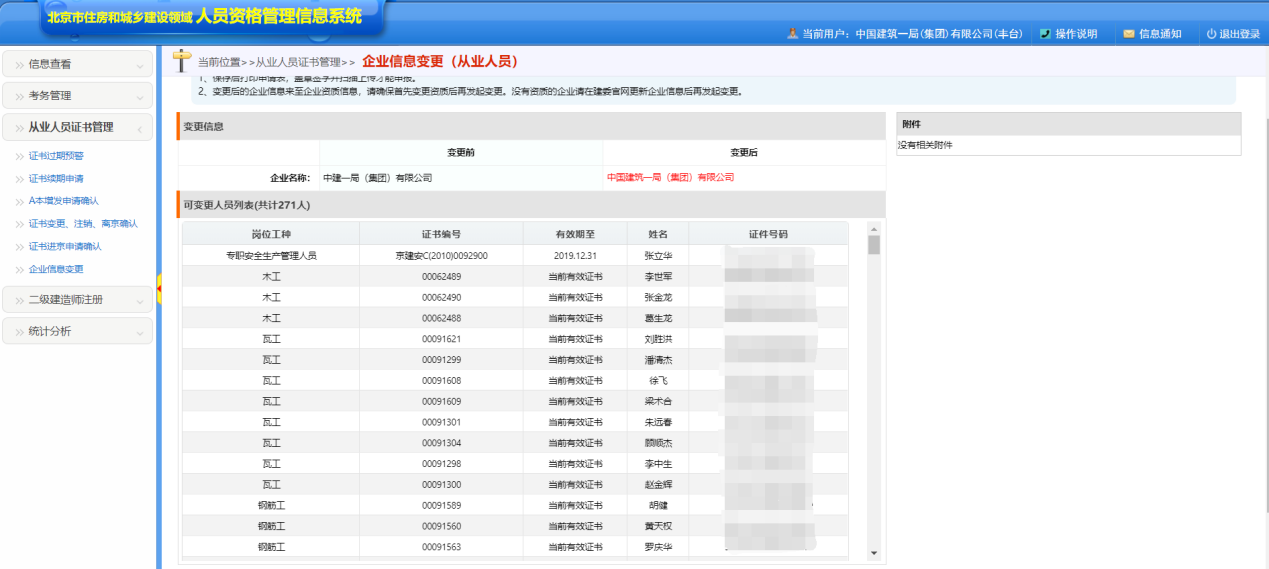 北京市住房和城乡建设领域 人员资格管理信息系统
当前用户：中国建筑一局(集团)有限公司(丰台) 操作说明 信息通知 退出登录
信息查看
考务管理
从业人员证书管理
证书过期预警
证书续期申请
A本增发申请确认
证书变更、注销、离京确认
证书进京申请确认
企业信息变更
二级建造师注册
统计分析
当前位置>>从业人员证书管理>> 企业信息变更（从业人员）
1、保存后打印申请表，盖章签字并扫描上传才能申报。
2、变更后的企业信息来至企业资质信息，请确保首先变更资质后再发起变更。没有资质的企业请在建委官网更新企业信息后再发起变更。
变更信息
变更前 变更后
企业名称： 中建一局（集团）有限公司 中国建筑一局（集团）有限公司
可变更人员列表(共计271人)
岗位工种 证书编号 有效期至 姓名 证件号码
专职安全生产管理人员 京建安C(2010)0092900 2019.12.31 张立华
木工 00062489 当前有效证书 李世军
木工 00062490 当前有效证书 张金龙
木工 00062488 当前有效证书 葛生龙
瓦工 00091621 当前有效证书 刘胜洪
瓦工 00091299 当前有效证书 潘清杰
瓦工 00091608 当前有效证书 徐飞
瓦工 00091609 当前有效证书 梁术合
瓦工 00091301 当前有效证书 朱远春
瓦工 00091304 当前有效证书 顾顺杰
瓦工 00091298 当前有效证书 李中生
瓦工 00091300 当前有效证书 赵金辉
钢筋工 00091589 当前有效证书 胡健
钢筋工 00091560 当前有效证书 黄天权
钢筋工 00091563 当前有效证书 罗庆华
附件
没有相关附件